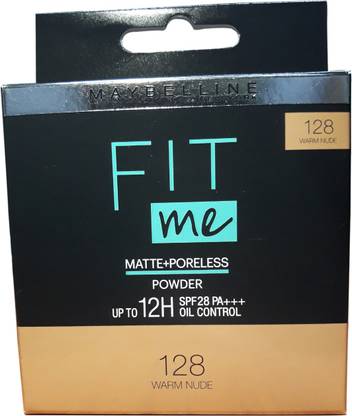 MAYBELLINE
128
WARM NUDE
FIT
me
MATTE+PORELESS
POWDER
UP TO 12H SPF28 PA+++
OIL CONTROL
128
WARM NUDE